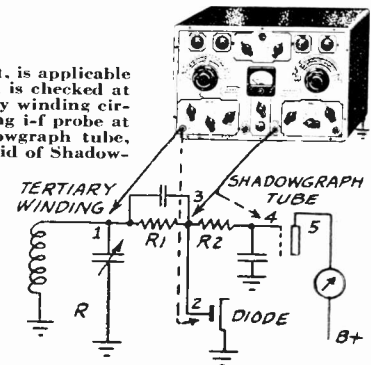 t, is applicable
is checked at
y winding cir-
g i-f probe at
owgraph tube,
id of Shadow-
TERTIARY
WINDING
SHADOWGRAPH
TUBE
3
4
5
1
R1
R2
R
2
DIODE
B+